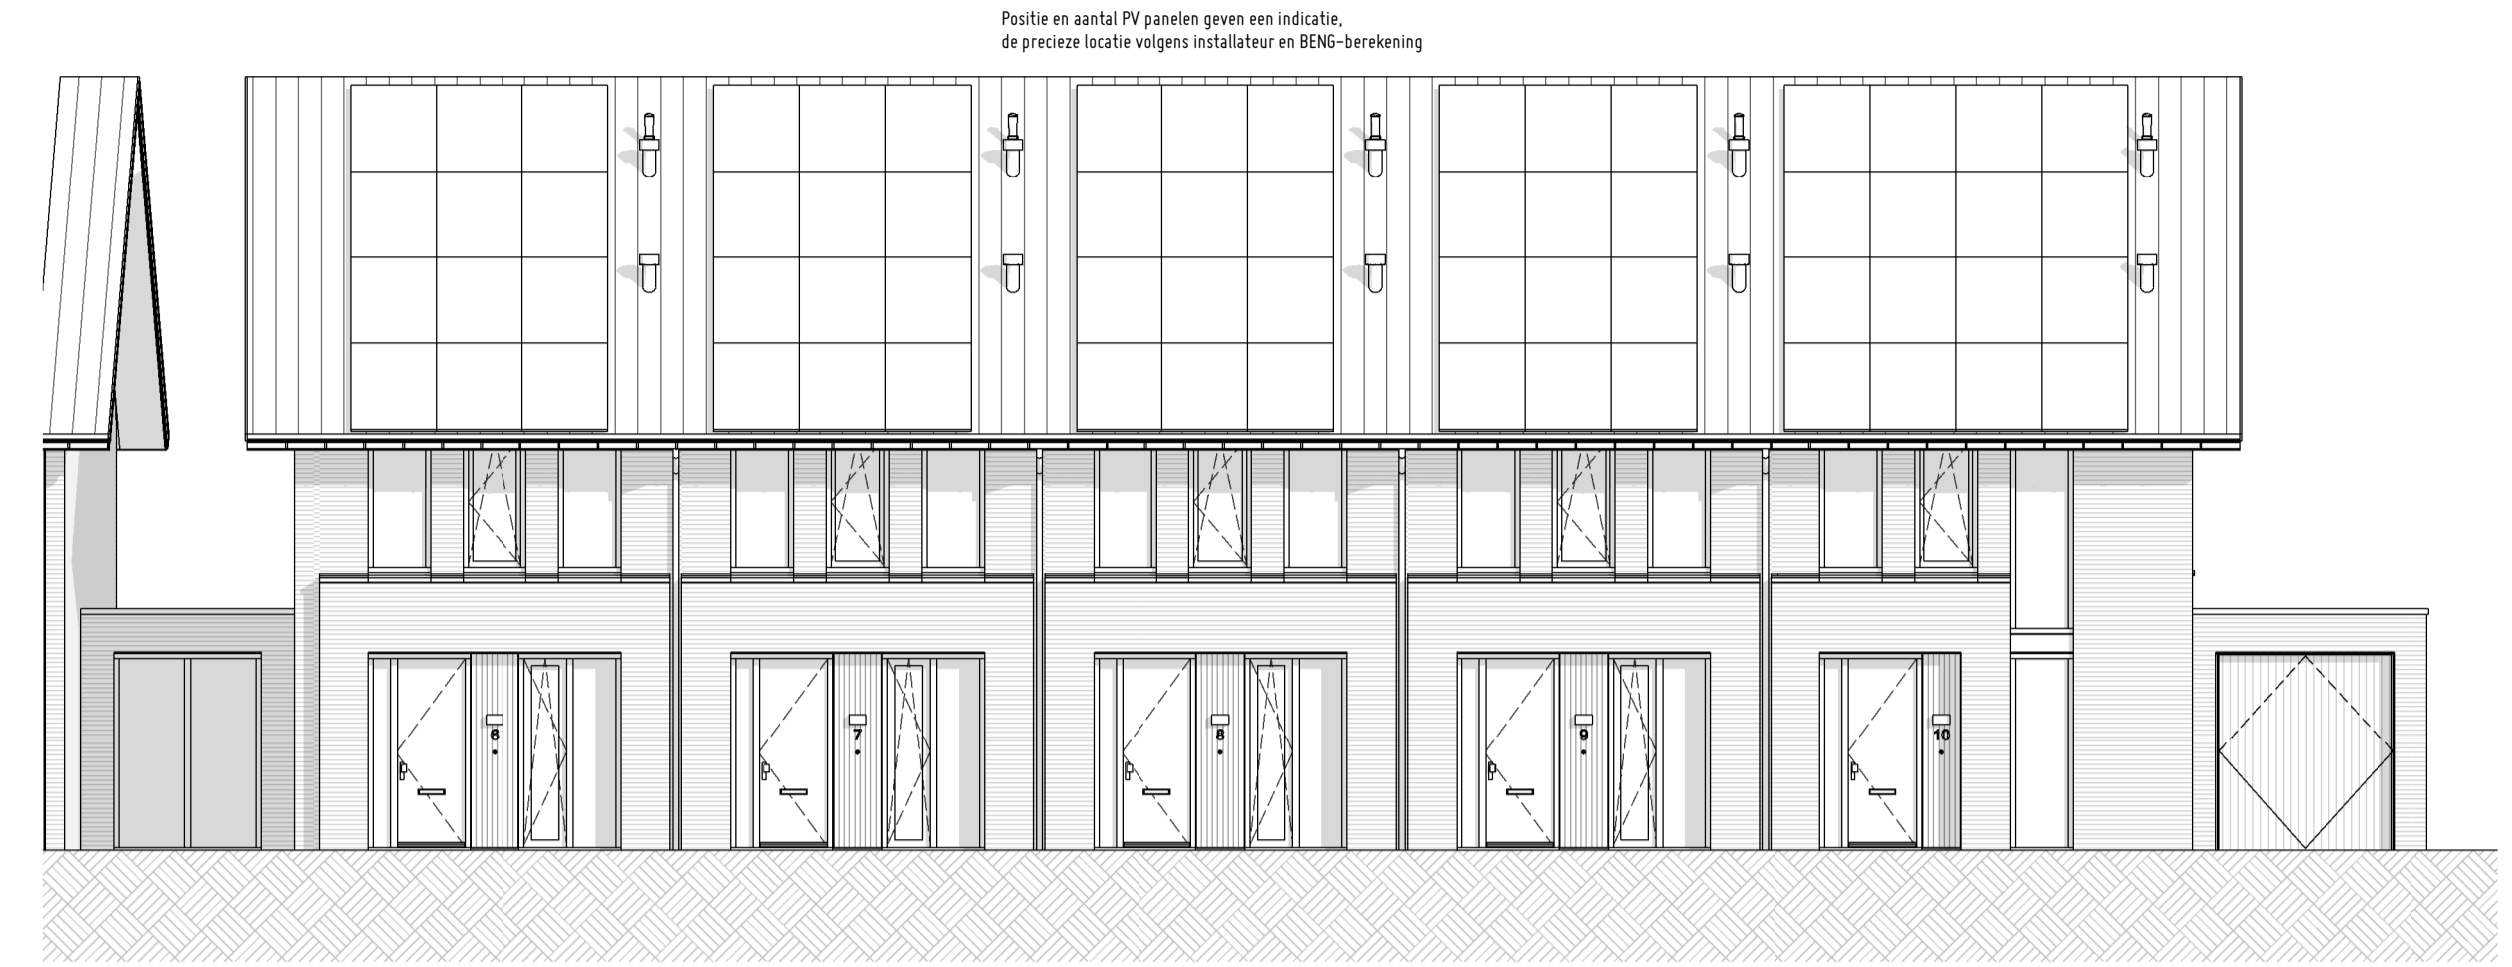 Positie en aantal PV panelen geven een indicatie,
de precieze locatie volgens installateur en BENG-berekening
6
7
8
9
10